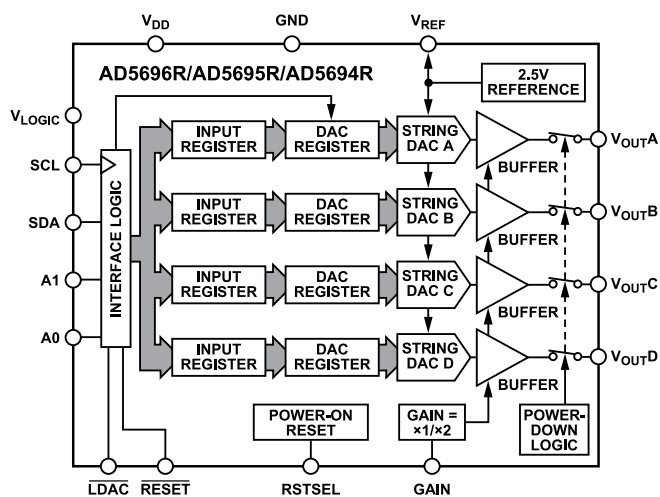 VDD
GND
VREF
AD5696R/AD5695R/AD5694R
2.5V
REFERENCE
VLOGIC
SCL
SDA
A1
A0
INTERFACE LOGIC
INPUT
REGISTER
DAC
REGISTER
STRING
DAC A
BUFFER
VOUTA
INPUT
REGISTER
DAC
REGISTER
STRING
DAC B
BUFFER
VOUTB
INPUT
REGISTER
DAC
REGISTER
STRING
DAC C
BUFFER
VOUTC
INPUT
REGISTER
DAC
REGISTER
STRING
DAC D
BUFFER
VOUTD
POWER-ON
RESET
GAIN =
×1/×2
POWER-
DOWN
LOGIC
LDAC
RESET
RSTSEL
GAIN